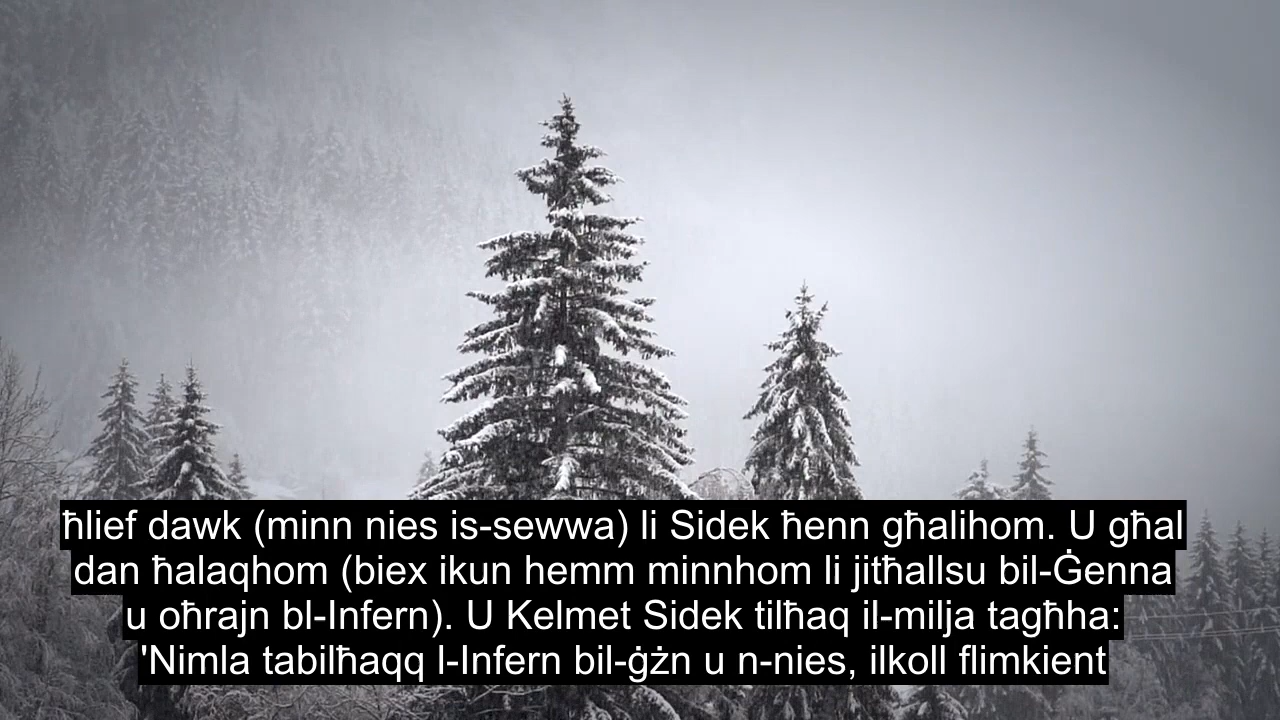 ħlief dawk (minn nies is-sewwa) li Sidek ħenn għalihom. U għal
dan ħalaqhom (biex ikun hemm minnhom li jitħallsu bil-Ġenna
u oħrajn bl-Infern). U Kelmet Sidek tilħaq il-milja tagħha:
'Nimla tabilħaqq l-Infern bil-ġżn u n-nies, ilkoll flimkient